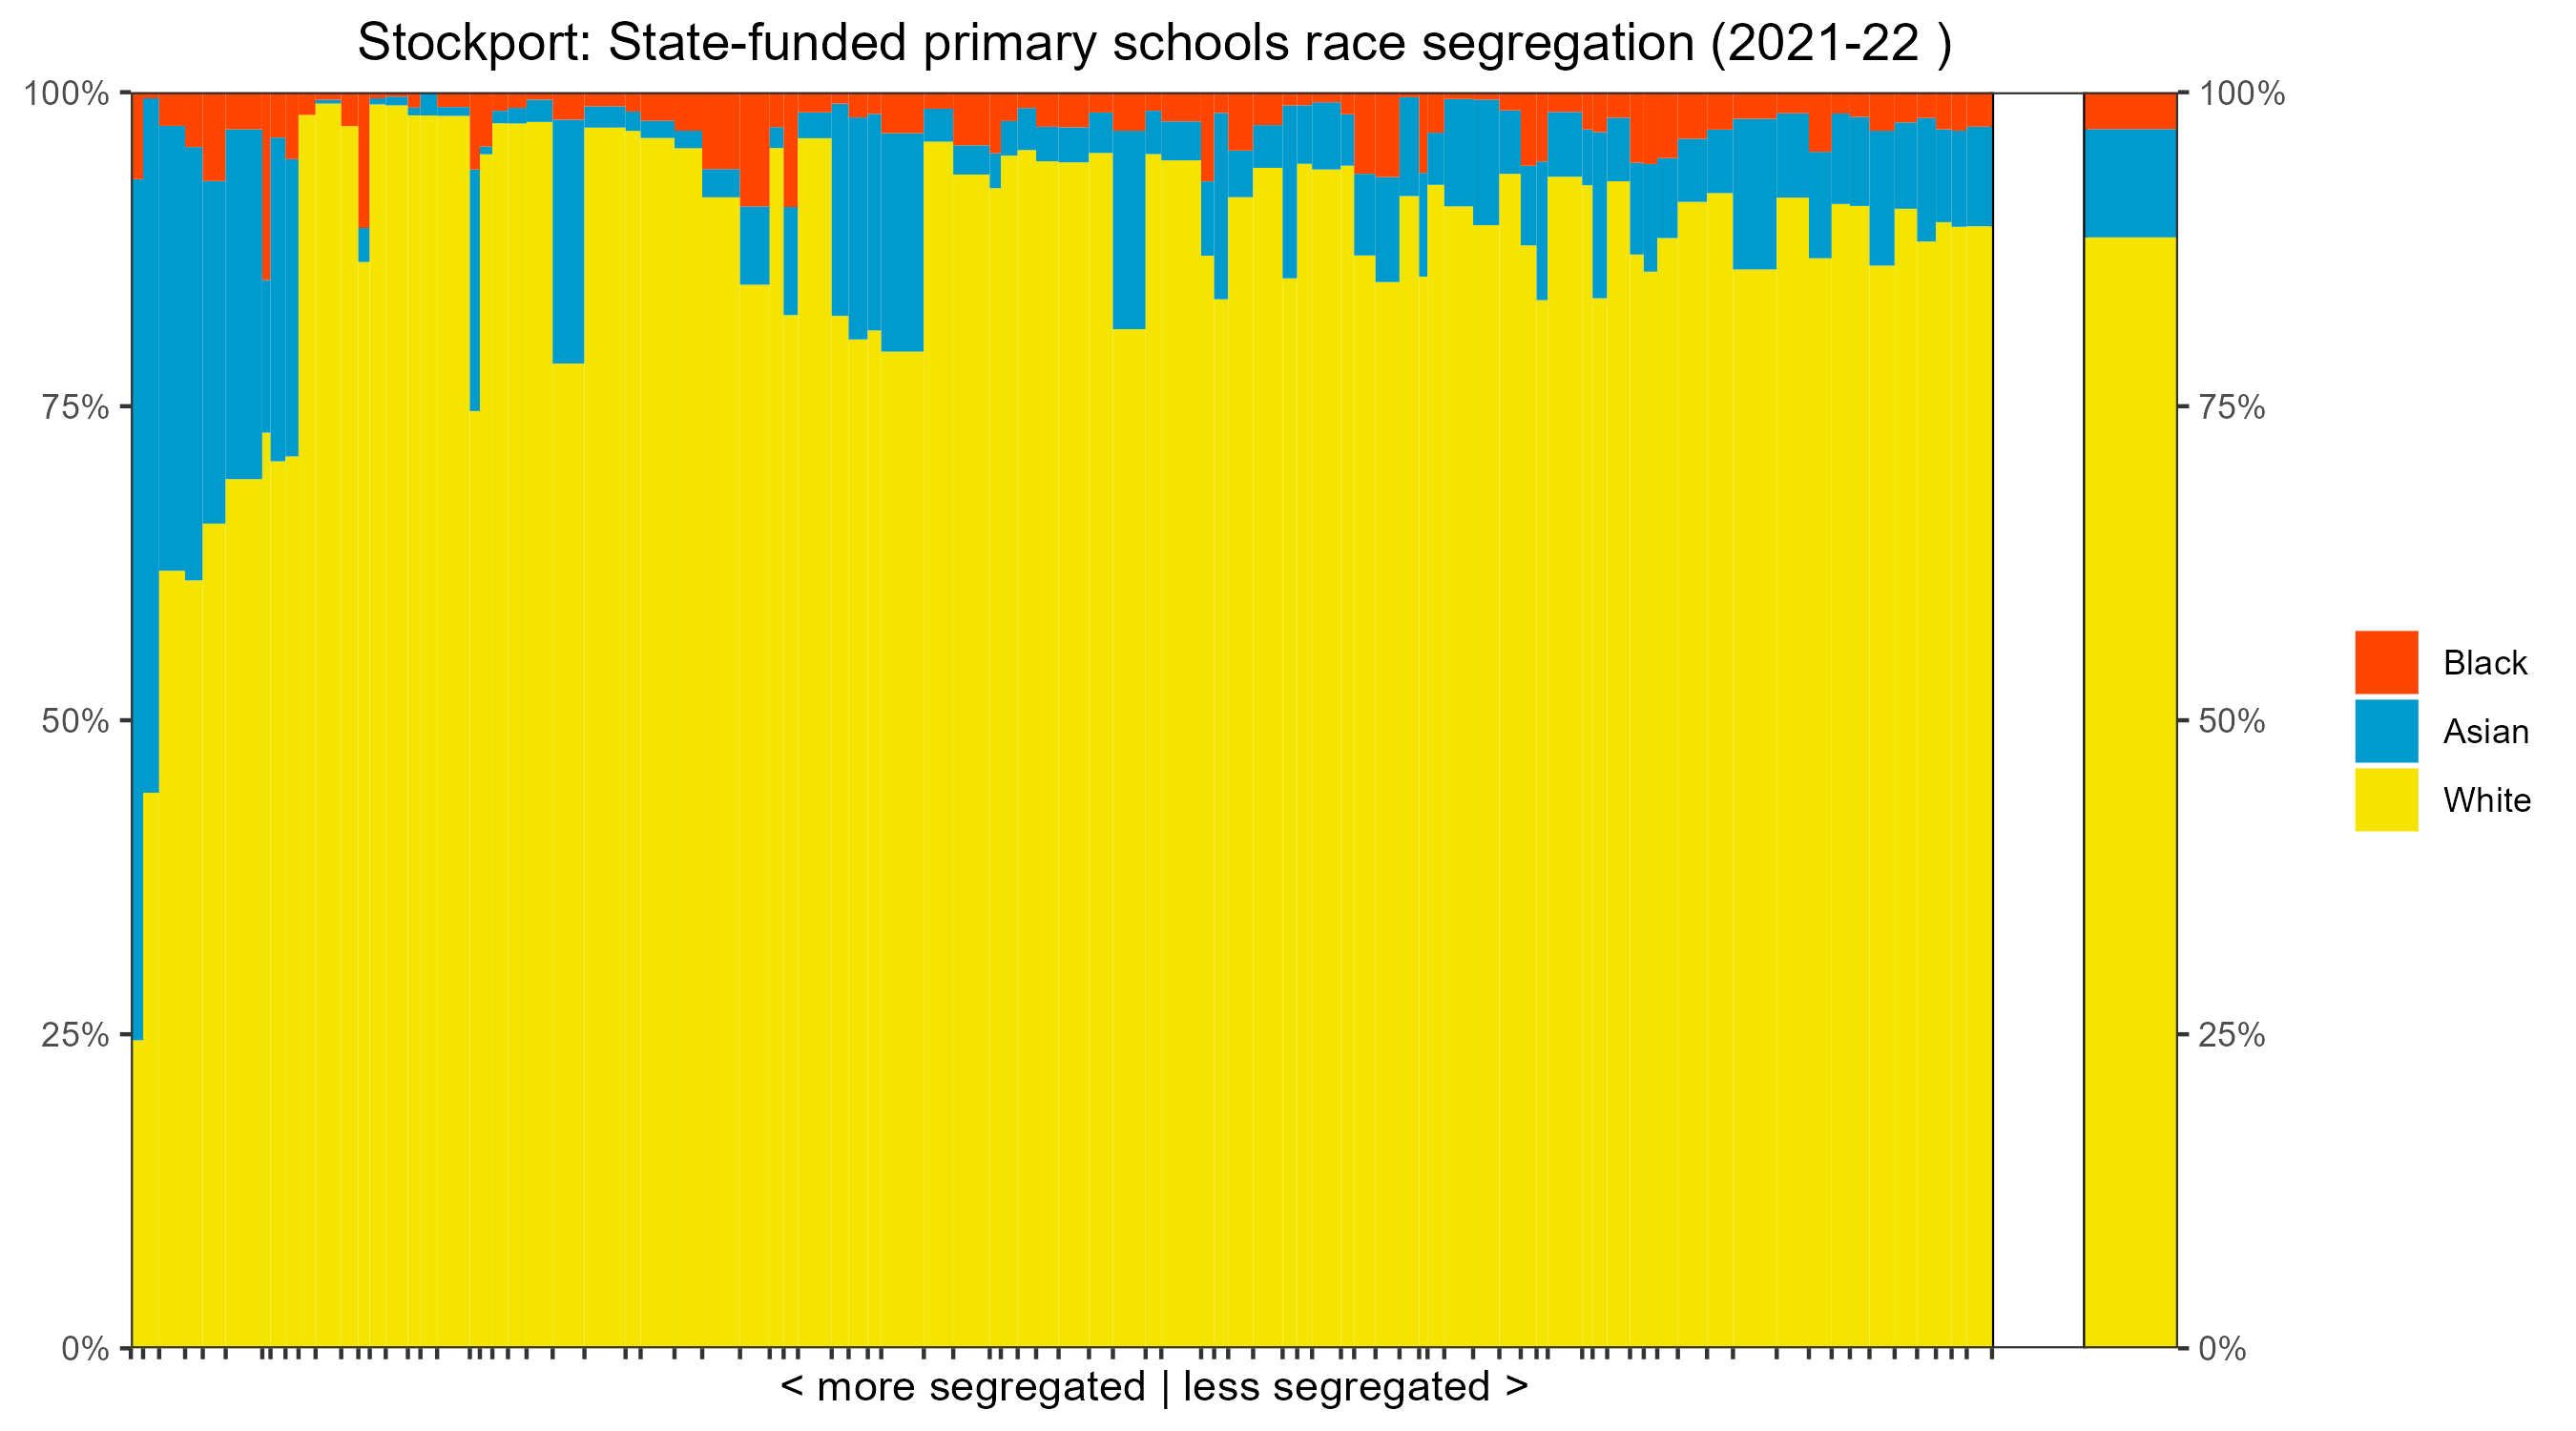 Stockport: State-funded primary schools race segregation (2021-22 )
100%
75%
50%
25%
0%
100%
75%
50%
25%
0%
Black
Asian
White
< more segregated | less segregated >